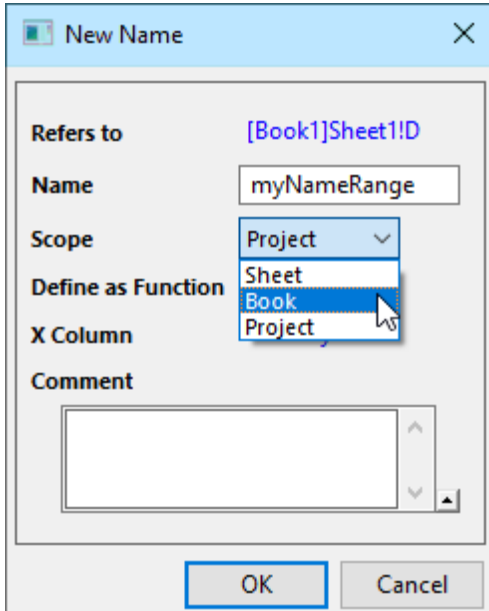 New Name
Refers to [Book1]Sheet1!D
Name myNameRange
Scope Project
Sheet
Define as Function
Book
X Column
Project
Comment
OK Cancel